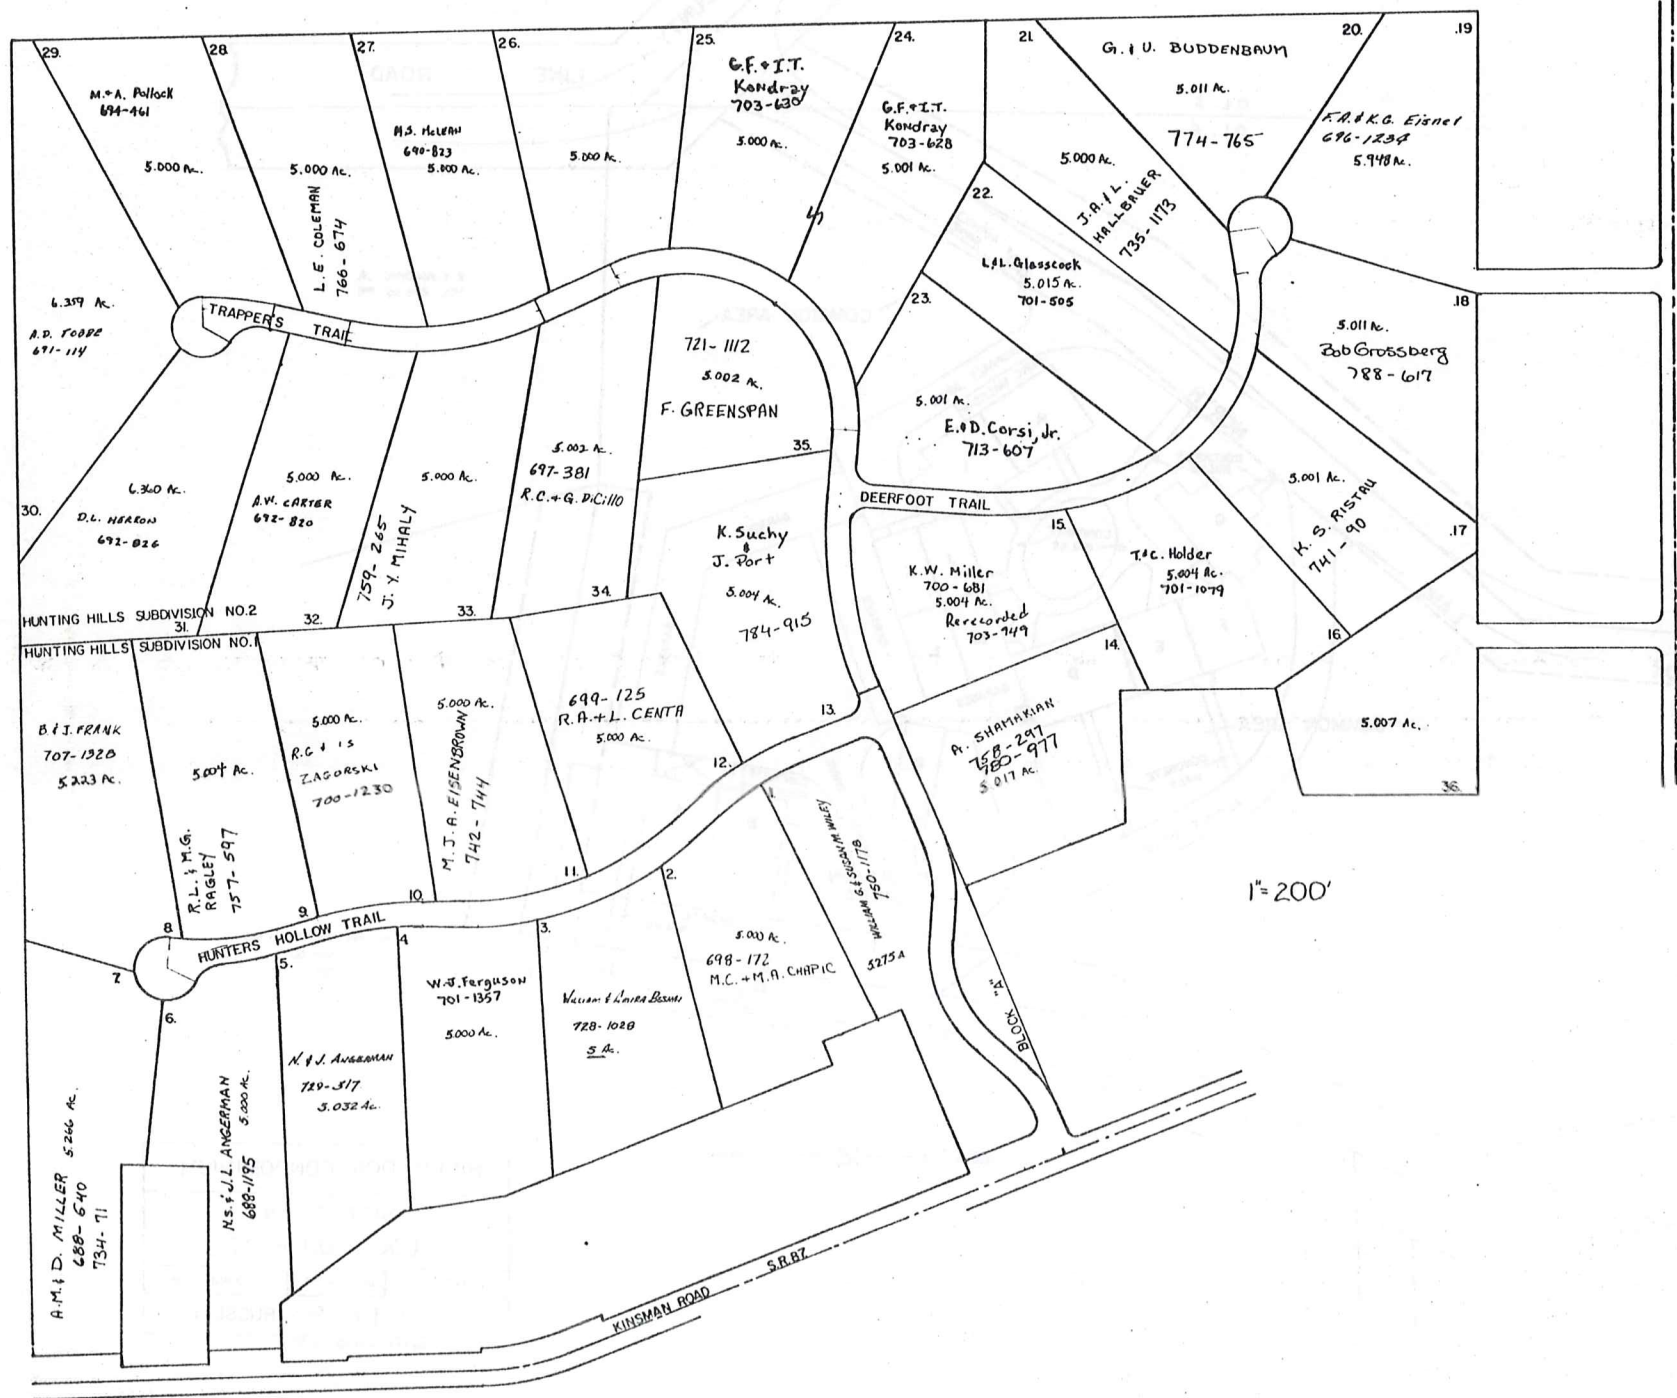 29.
28
27.
26.
25.
24.
21
20.
.19
M.+A. Pollock
694-461
5.000 Ac.
L.E. COLEMAN
766-674
5.000 Ac.
M.S. McLEAN
690-823
5.000 Ac.
5.000 Ac.
G.F. + I.T.
Kondray
703-630
5.000 Ac.
G.F. + I.T.
Kondray
703-628
5.001 Ac.
5.000 Ac.
J.A. & L.
HALLBAUER
735-1173
G. & U. BUDDENBAUM
5.011 Ac.
774-765
F.A. & K.G. Eisner
696-1234
5.948 Ac.
22.
L.&L. Glasscock
5.015 Ac.
701-505
23.
6.359 Ac.
691-114
TRAPPER'S TRAIL
.18
5.011 Ac.
Bob Grossberg
788-617
721-1112
5.002 Ac.
F. GREENSPAN
35.
5.001 Ac.
E.&D. Corsi, Jr.
713-607
30.
6.360 Ac.
D.L. HERRON
692-826
5.000 Ac.
A.W. CARTER
692-820
5.000 Ac.
759-265
J.Y. MIHALY
5.002 Ac.
697-381
R.C. + G. DiCillo
DEERFOOT TRAIL
K. Suchy
&
J. Port
5.004 Ac.
784-915
15.
K.W. Miller
700-681
5.004 Ac.
Rerecorded
703-749
T.&C. Holder
5.004 Ac.
701-1079
5.001 Ac.
K. S. RISTAU
741-90
.17
HUNTING HILLS SUBDIVISION NO.2
31.
32.
33.
34.
HUNTING HILLS SUBDIVISION NO.1
14.
16
B & J. FRANK
707-1328
5.223 Ac.
5.004 Ac.
R.L. & M.G.
RAGLEY
757-597
5.000 Ac.
R.G & I S
ZAGORSKI
700-1230
5.000 Ac.
M. J. A. EISENBROWN
742-744
699-125
R.A. + L. CENTA
5.000 Ac.
13.
12.
A. SHAMAKIAN
758-297
780-977
5.017 Ac.
5.007 Ac.
36.
1.
WILLIAM G. & SUSAN M. WILEY
750-1178
5.275 A
11.
10.
9.
8.
7.
HUNTERS HOLLOW TRAIL
2.
3.
4
5.
6.
1"=200'
5.000 Ac.
698-172
M.C. + M.A. CHAPIC
728-1028
5 Ac.
W.J. Ferguson
701-1357
5.000 Ac.
N. & J. ANGERMAN
729-317
5.032 Ac.
N.S. & J.L. ANGERMAN
688-1195 5.000 Ac.
A.M. & D. MILLER 5.266 Ac.
688-640
734-71
BLOCK "A"
KINSMAN ROAD S.R.87